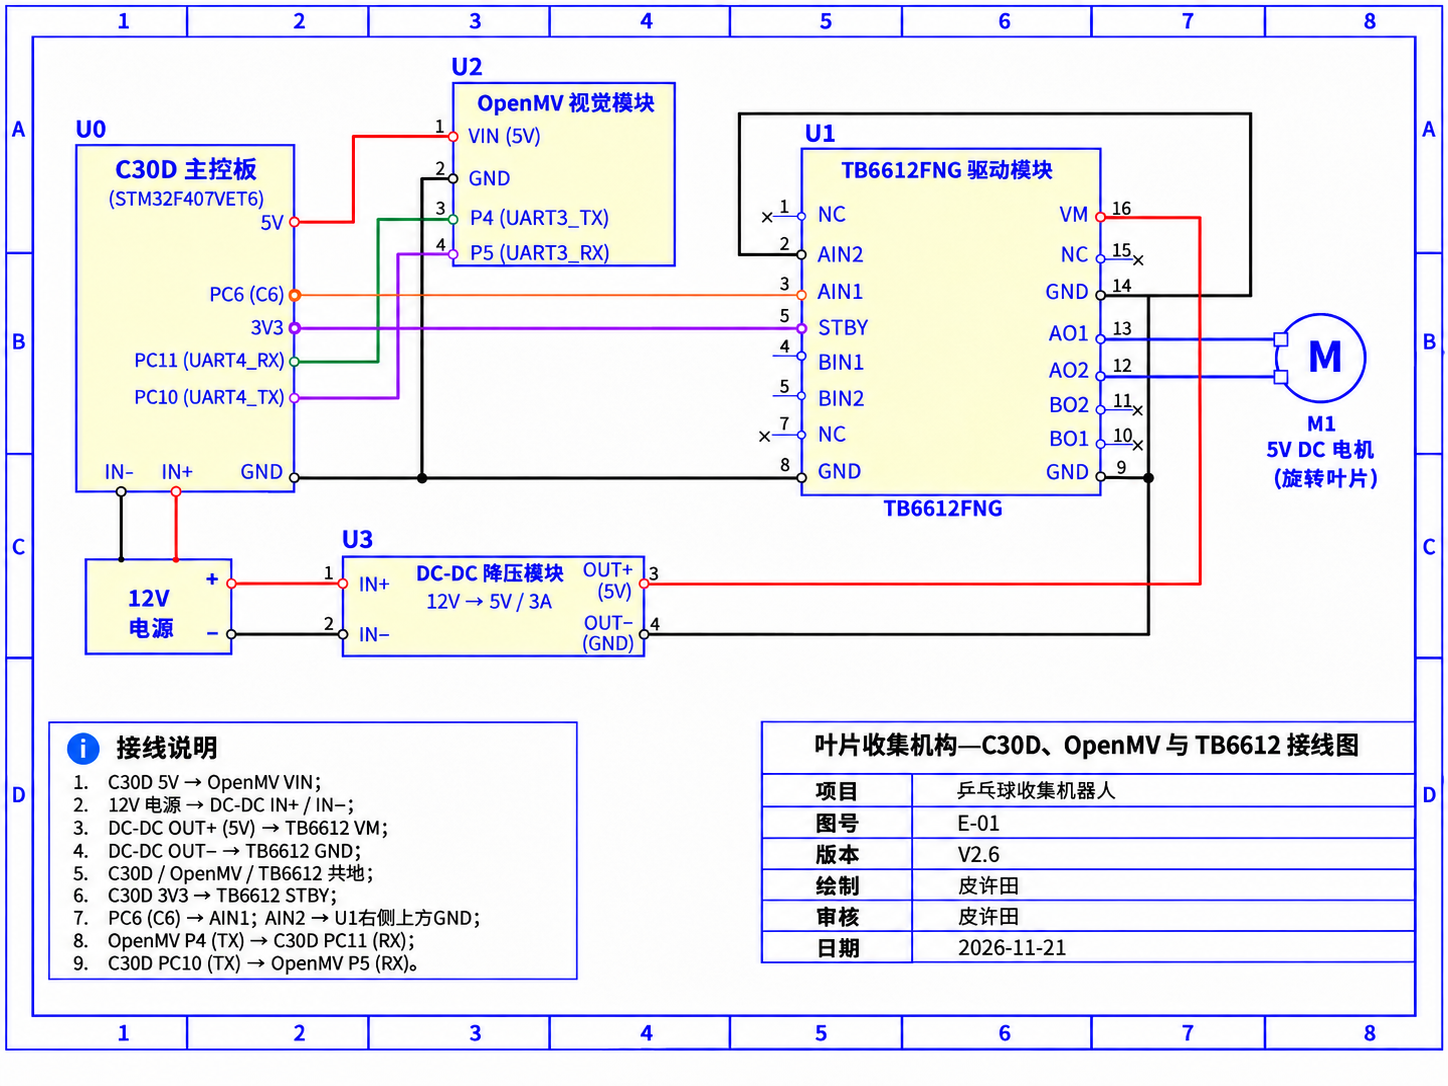 1 2 3 4 5 6 7 8
A
B
C
D
A
B
C
D
U0
C30D 主控板
(STM32F407VET6)
5V
PC6 (C6)
3V3
PC11 (UART4_RX)
PC10 (UART4_TX)
IN− IN+ GND
U2
OpenMV 视觉模块
1 VIN (5V)
2 GND
3 P4 (UART3_TX)
4 P5 (UART3_RX)
U1
TB6612FNG 驱动模块
1 NC
2 AIN2
3 AIN1
5 STBY
4 BIN1
5 BIN2
7 NC
8 GND
VM 16
NC 15
GND 14
AO1 13
AO2 12
BO2 11
BO1 10
GND 9
TB6612FNG
M
M1
5V DC 电机
(旋转叶片)
12V
电源
+
−
U3
DC-DC 降压模块
12V → 5V / 3A
1 IN+
2 IN−
OUT+ 3
(5V)
OUT− 4
(GND)
i 接线说明
1. C30D 5V → OpenMV VIN；
2. 12V 电源 → DC-DC IN+ / IN−；
3. DC-DC OUT+ (5V) → TB6612 VM；
4. DC-DC OUT− → TB6612 GND；
5. C30D / OpenMV / TB6612 共地；
6. C30D 3V3 → TB6612 STBY；
7. PC6 (C6) → AIN1；AIN2 → U1右侧上方GND；
8. OpenMV P4 (TX) → C30D PC11 (RX)；
9. C30D PC10 (TX) → OpenMV P5 (RX)。
叶片收集机构—C30D、OpenMV 与 TB6612 接线图
项目 乒乓球收集机器人
图号 E-01
版本 V2.6
绘制 皮许田
审核 皮许田
日期 2026-11-21
1 2 3 4 5 6 7 8